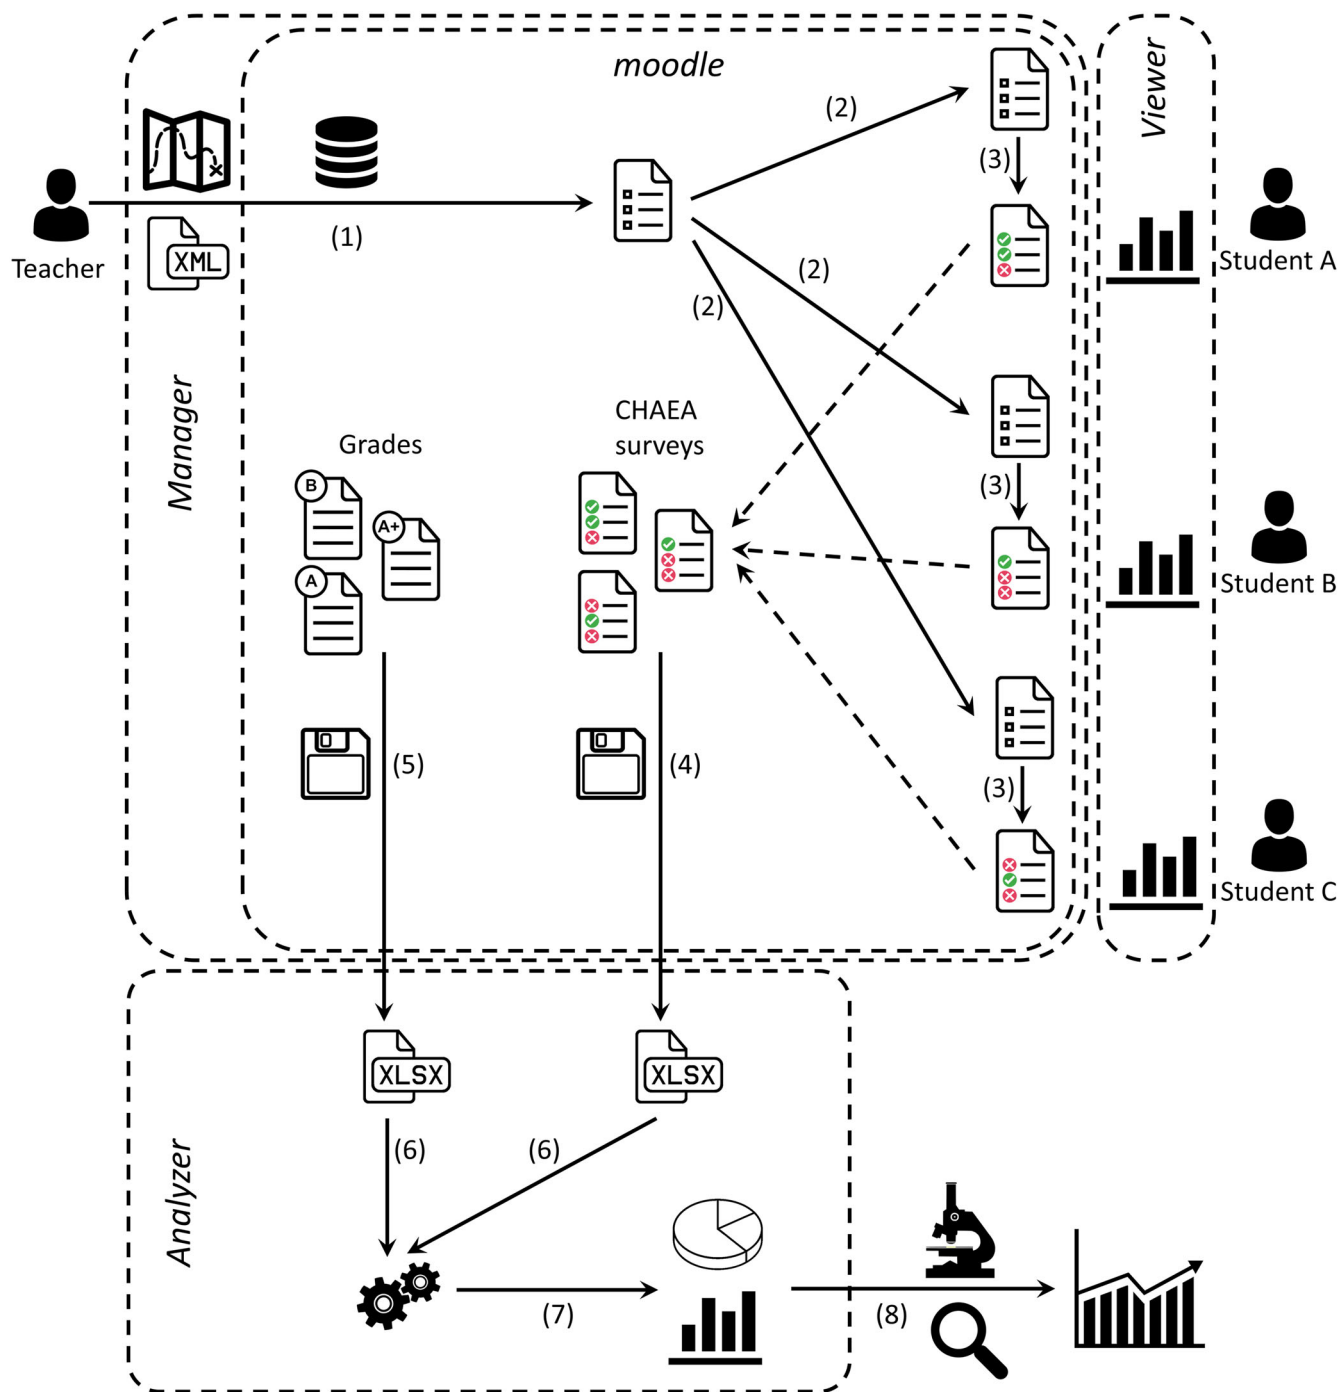 moodle
Viewer
Manager
Analyzer
Teacher
XML
(1)
(2)
(2)
(2)
(3)
Student A
(3)
Student B
(3)
Student C
Grades
B
A+
A
CHAEA
surveys
(5)
(4)
XLSX
XLSX
(6)
(6)
(7)
(8)